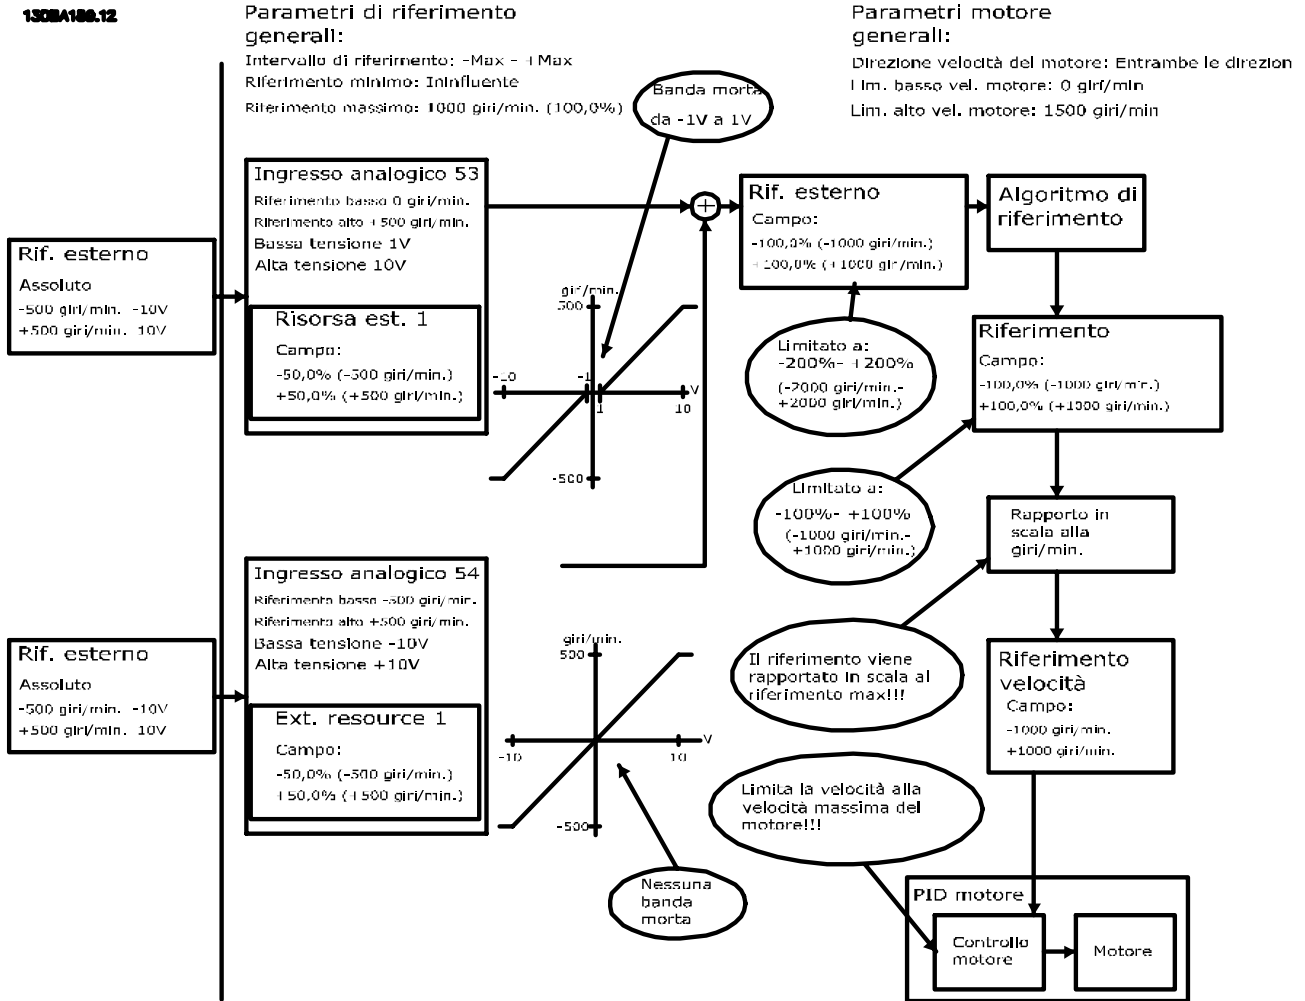 130BA189.12
Parametri di riferimento
generali:
Intervallo di riferimento: -Max - +Max
Riferimento minimo: Ininfluente
Riferimento massimo: 1000 giri/min. (100,0%)
Parametri motore
generali:
Direzione velocità del motore: Entrambe le direzion
Lim. basso vel. motore: 0 giri/min
Lim. alto vel. motore: 1500 giri/min
Banda morta
da -1V a 1V
Rif. esterno
Assoluto
-500 giri/min. -10V
+500 giri/min. 10V
Ingresso analogico 53
Riferimento basso 0 giri/min.
Riferimento alto +500 giri/min.
Bassa tensione 1V
Alta tensione 10V
Risorsa est. 1
Campo:
-50,0% (-500 giri/min.)
+50,0% (+500 giri/min.)
giri/min.
500
-10
-1
V
1
10
-500
Rif. esterno
Campo:
-100,0% (-1000 giri/min.)
+100,0% (+1000 giri/min.)
Algoritmo di
riferimento
Limitato a:
-200%- +200%
(-2000 giri/min.-
+2000 giri/min.)
Riferimento
Campo:
-100,0% (-1000 giri/min.)
+100,0% (+1000 giri/min.)
Limitato a:
-100%- +100%
(-1000 giri/min.-
+1000 giri/min.)
Rapporto in
scala alla
giri/min.
Rif. esterno
Assoluto
-500 giri/min. -10V
+500 giri/min. 10V
Ingresso analogico 54
Riferimento basso -500 giri/min.
Riferimento alto +500 giri/min.
Bassa tensione -10V
Alta tensione +10V
Ext. resource 1
Campo:
-50,0% (-500 giri/min.)
+50,0% (+500 giri/min.)
giri/min.
500
V
-10
10
-500
Nessuna
banda
morta
Il riferimento viene
rapportato in scala al
riferimento max!!!
Riferimento
velocità
Campo:
-1000 giri/min.
+1000 giri/min.
Limita la velocità alla
velocità massima del
motore!!!
PID motore
Controllo
motore
Motore